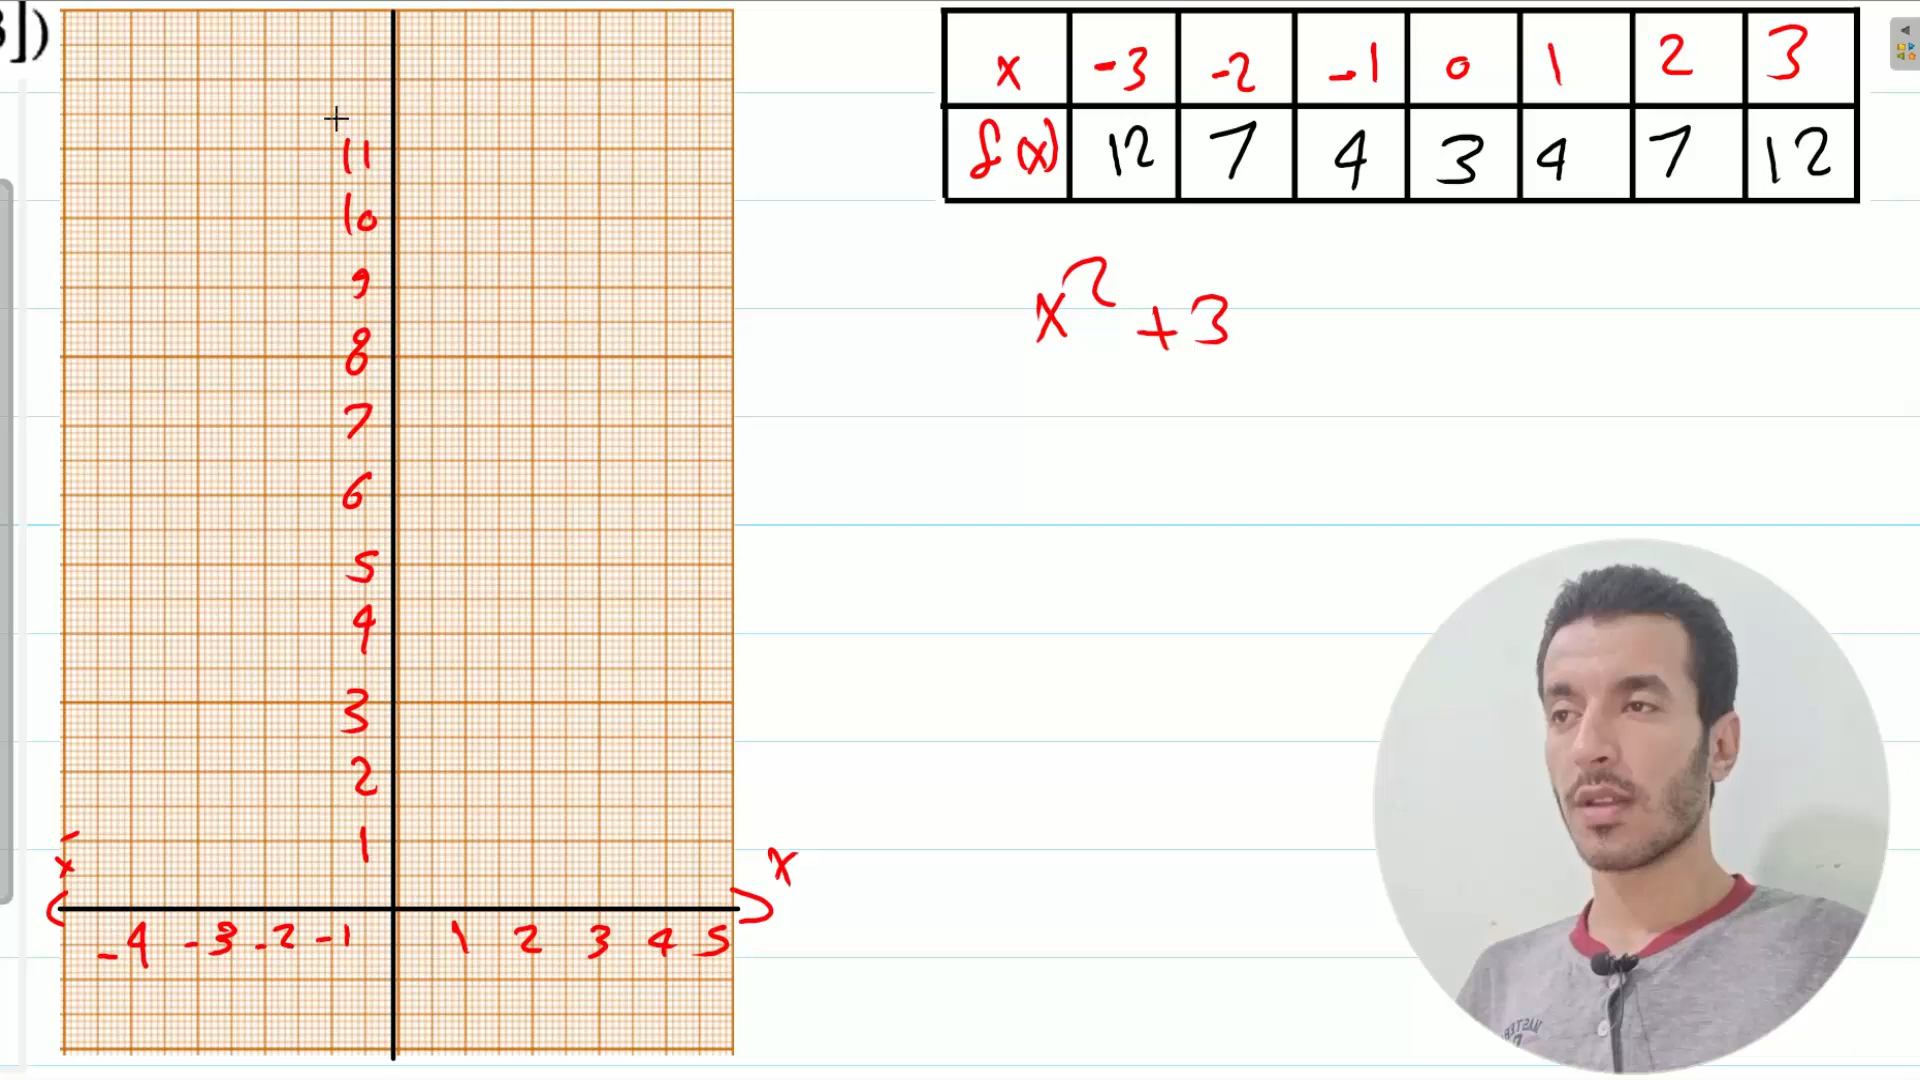 3])
x -3 -2 -1 0 1 2 3
f(x) 12 7 4 3 4 7 12
x² +3
11
10
9
8
7
6
5
4
3
2
1
x
x
-4 -3 -2 -1 1 2 3 4 5